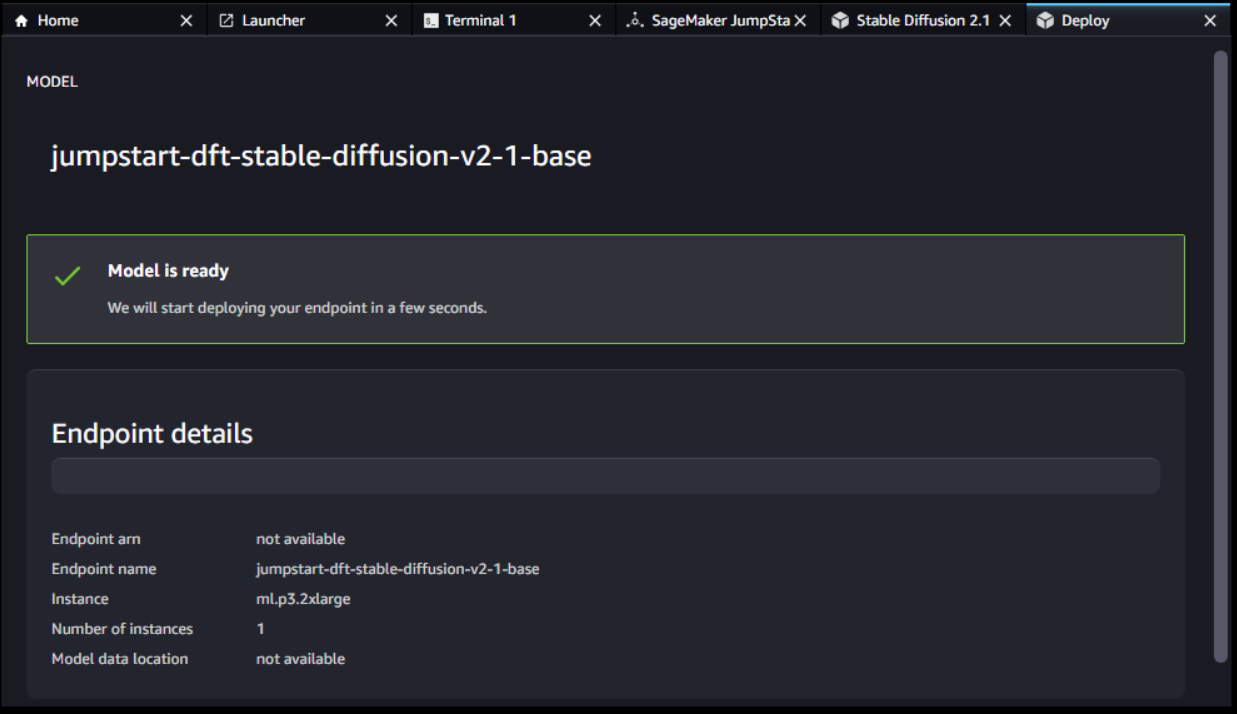 Home Launcher Terminal 1 SageMaker JumpSta Stable Diffusion 2.1 Deploy
MODEL
jumpstart-dft-stable-diffusion-v2-1-base
Model is ready
We will start deploying your endpoint in a few seconds.
Endpoint details
Endpoint arn not available
Endpoint name jumpstart-dft-stable-diffusion-v2-1-base
Instance ml.p3.2xlarge
Number of instances 1
Model data location not available